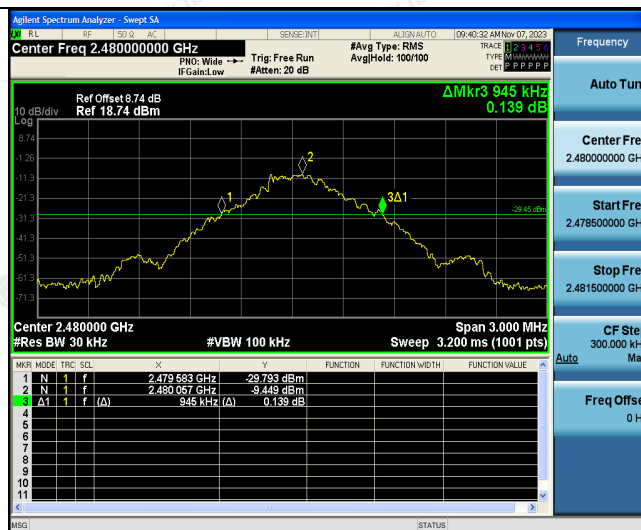 Agilent Spectrum Analyzer - Swept SA
RL RF 50 Ω AC SENSE:INT ALIGN AUTO 09:40:32 AM Nov 07, 2023
Center Freq 2.480000000 GHz #Avg Type: RMS TRACE 1 2 3 4 5 6
PNO: Wide Trig: Free Run Avg|Hold: 100/100 TYPE M
IFGain:Low #Atten: 20 dB DET P P P P P P
ΔMkr3 945 kHz
0.139 dB
Ref Offset 8.74 dB
10 dB/div Ref 18.74 dBm
Log
8.74
-1.26
-11.3
-21.3
-31.3
-41.3
-51.3
-61.3
-71.3
1
2
3Δ1
-29.45 dBm
Center 2.480000 GHz Span 3.000 MHz
#Res BW 30 kHz #VBW 100 kHz Sweep 3.200 ms (1001 pts)
MKR MODE TRC SCL X Y FUNCTION FUNCTION WIDTH FUNCTION VALUE
1 N 1 f 2.479 583 GHz -29.793 dBm
2 N 1 f 2.480 057 GHz -9.449 dBm
3 Δ1 1 f (Δ) 945 kHz (Δ) 0.139 dB
4
5
6
7
8
9
10
11
MSG STATUS
Frequency
Auto Tun
Center Fre
2.480000000 GH
Start Fre
2.478500000 GH
Stop Fre
2.481500000 GH
CF Ste
300.000 kH
Auto Ma
Freq Offse
0 H